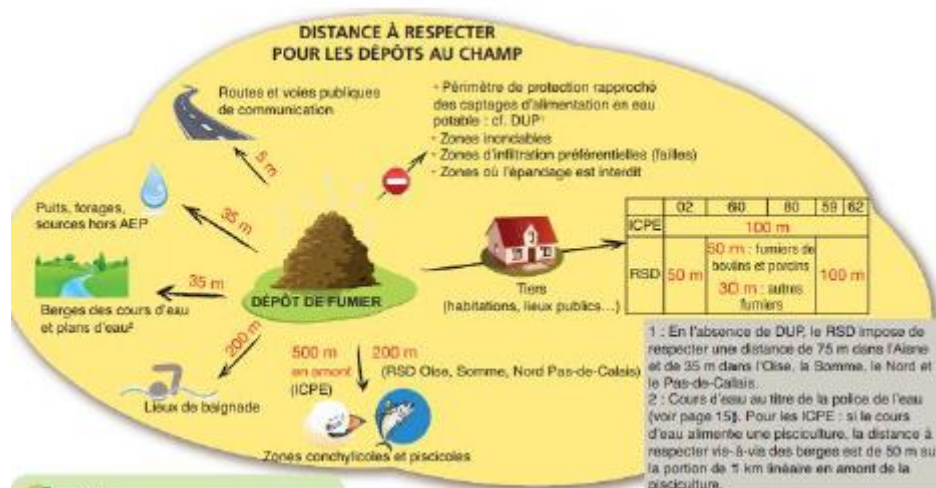 DISTANCE À RESPECTER
POUR LES DÉPÔTS AU CHAMP
Routes et voies publiques
de communication
- Périmètre de protection rapproché
des captages d'alimentation en eau
potable : cf. DUP¹
- Zones inondables
- Zones d'infiltration préférentielles (failles)
- Zones où l'épandage est interdit
5 m
Puits, forages,
sources hors AEP
35 m
Berges des cours d'eau
et plans d'eau²
35 m
DÉPÔT DE FUMIER
Tiers
(habitations, lieux publics...)
02 60 80 59 62
ICPE 100 m
RSD 50 m
50 m : fumiers de
bovins et porcins
30 m : autres
fumiers
100 m
200 m
Lieux de baignade
500 m
en amont
(ICPE)
200 m
(RSD Oise, Somme, Nord Pas-de-Calais)
Zones conchylicoles et piscicoles
1 : En l'absence de DUP, le RSD impose de
respecter une distance de 75 m dans l'Aisne
et de 35 m dans l'Oise, la Somme, le Nord et
le Pas-de-Calais.
2 : Cours d'eau au titre de la police de l'eau
(voir page 15). Pour les ICPE : si le cours
d'eau alimente une pisciculture, la distance à
respecter vis-à-vis des berges est de 50 m su
la portion de 1 km linéaire en amont de la
pisciculture.